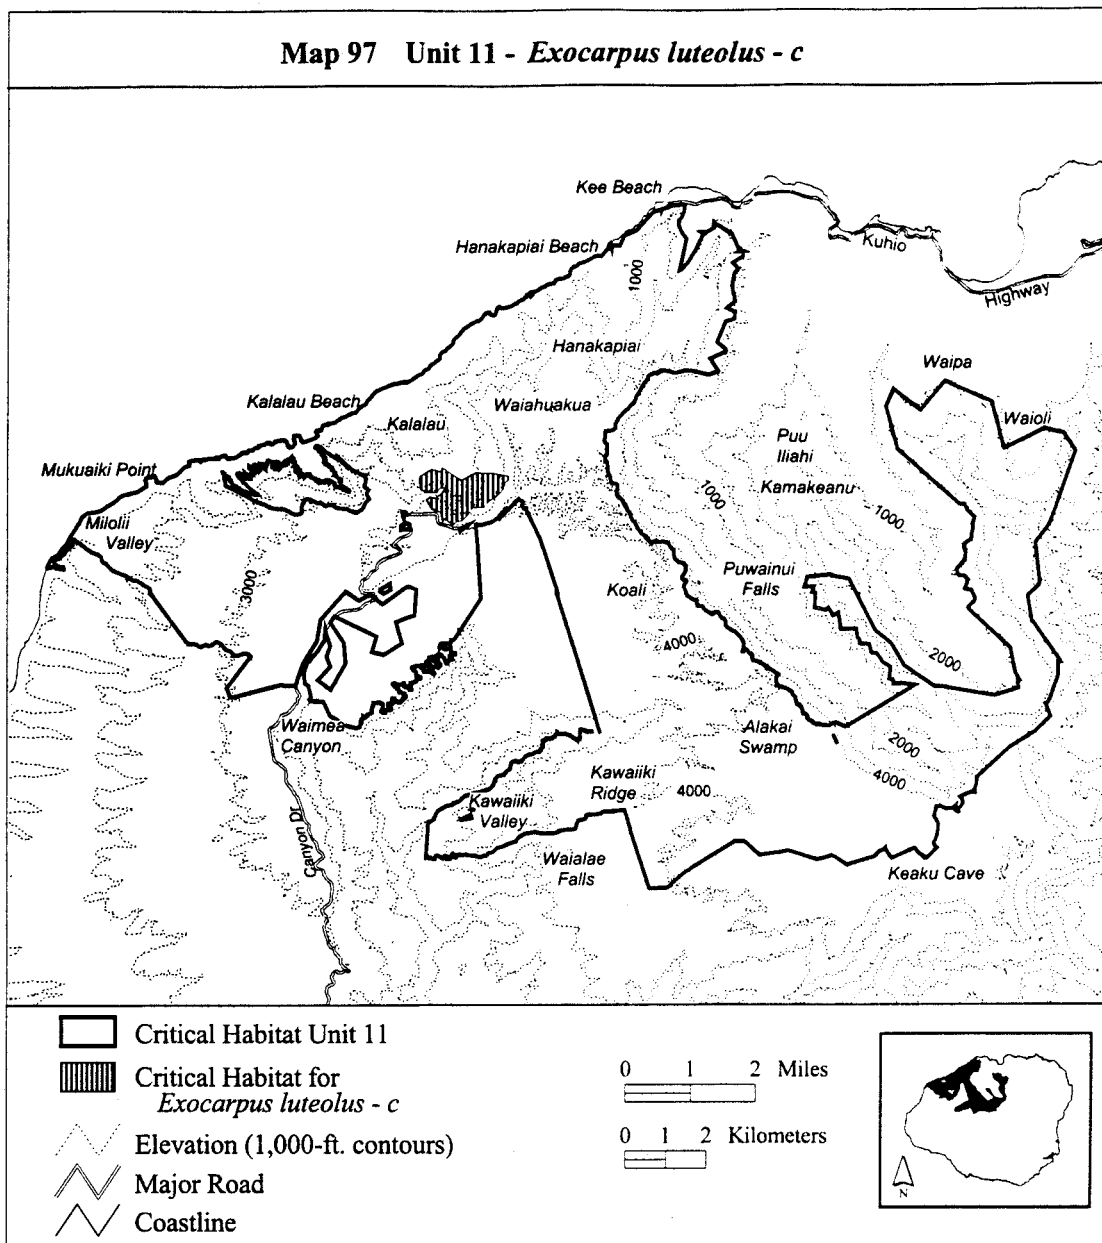 Map 97 Unit 11 - Exocarpus luteolus - c
Kee Beach
Hanakapiai Beach
Kuhio
Highway
1000
Hanakapiai
Waipa
Kalalau Beach
Waiahuakua
Waioli
Kalalau
Puu
Iliahi
Mukuaiki Point
Kamakeanu
1000
1000
Milolii
Valley
Puwainui
Falls
3000
Koali
4000
2000
Waimea
Canyon
Alakai
Swamp
2000
4000
Kawaiiki
Ridge
4000
Kawaiiki
Valley
Canyon Dr
Waialae
Falls
Keaku Cave
Critical Habitat Unit 11
Critical Habitat for
Exocarpus luteolus - c
Elevation (1,000-ft. contours)
Major Road
Coastline
0 1 2 Miles
0 1 2 Kilometers
N